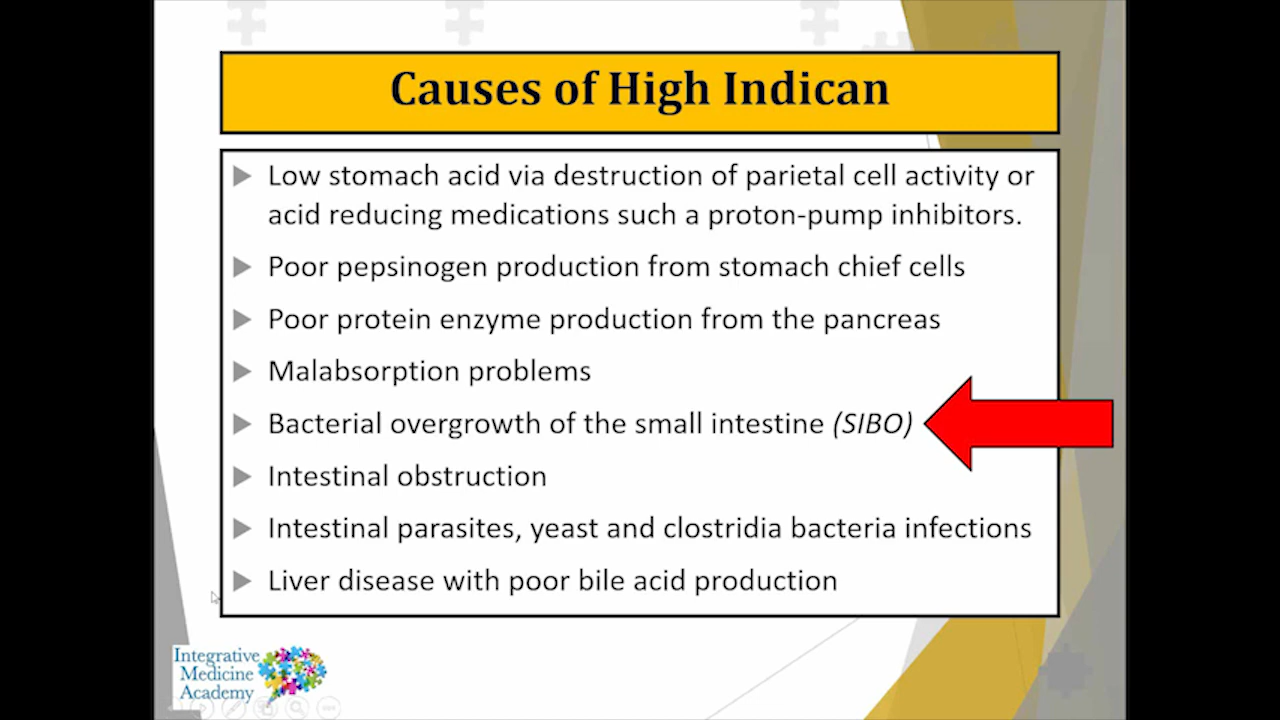 Causes of High Indican
Low stomach acid via destruction of parietal cell activity or
acid reducing medications such a proton-pump inhibitors.
Poor pepsinogen production from stomach chief cells
Poor protein enzyme production from the pancreas
Malabsorption problems
Bacterial overgrowth of the small intestine (SIBO)
Intestinal obstruction
Intestinal parasites, yeast and clostridia bacteria infections
Liver disease with poor bile acid production
Integrative
Medicine
Academy